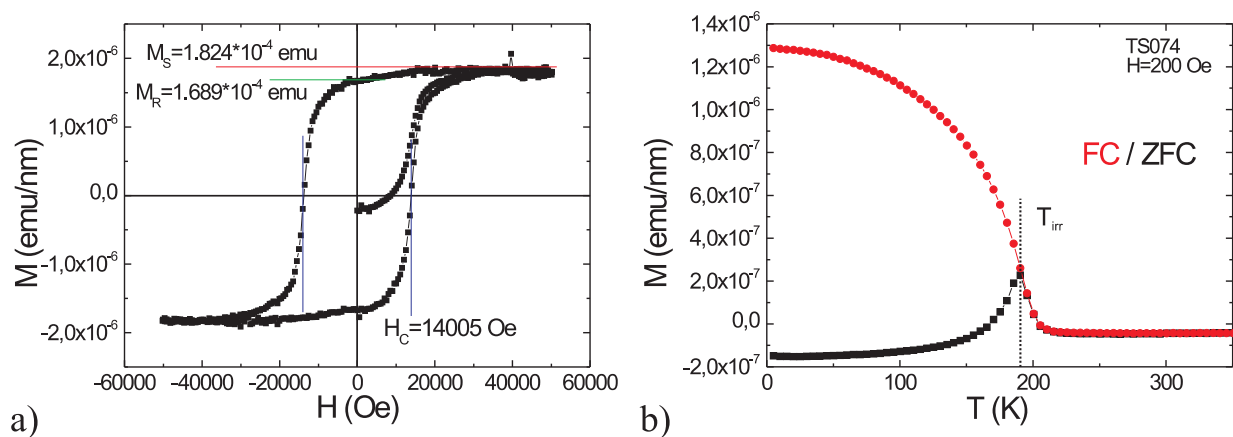 2,0x10⁻⁶
1,0x10⁻⁶
0,0
-1,0x10⁻⁶
-2,0x10⁻⁶
M (emu/nm)
M_S=1.824*10⁻⁴ emu
M_R=1.689*10⁻⁴ emu
H_C=14005 Oe
-60000 -40000 -20000 0 20000 40000 60000
H (Oe)
a)
1,4x10⁻⁶
1,2x10⁻⁶
1,0x10⁻⁶
8,0x10⁻⁷
6,0x10⁻⁷
4,0x10⁻⁷
2,0x10⁻⁷
0,0
-2,0x10⁻⁷
M (emu/nm)
TS074
H=200 Oe
FC / ZFC
T_irr
0 100 200 300
T (K)
b)